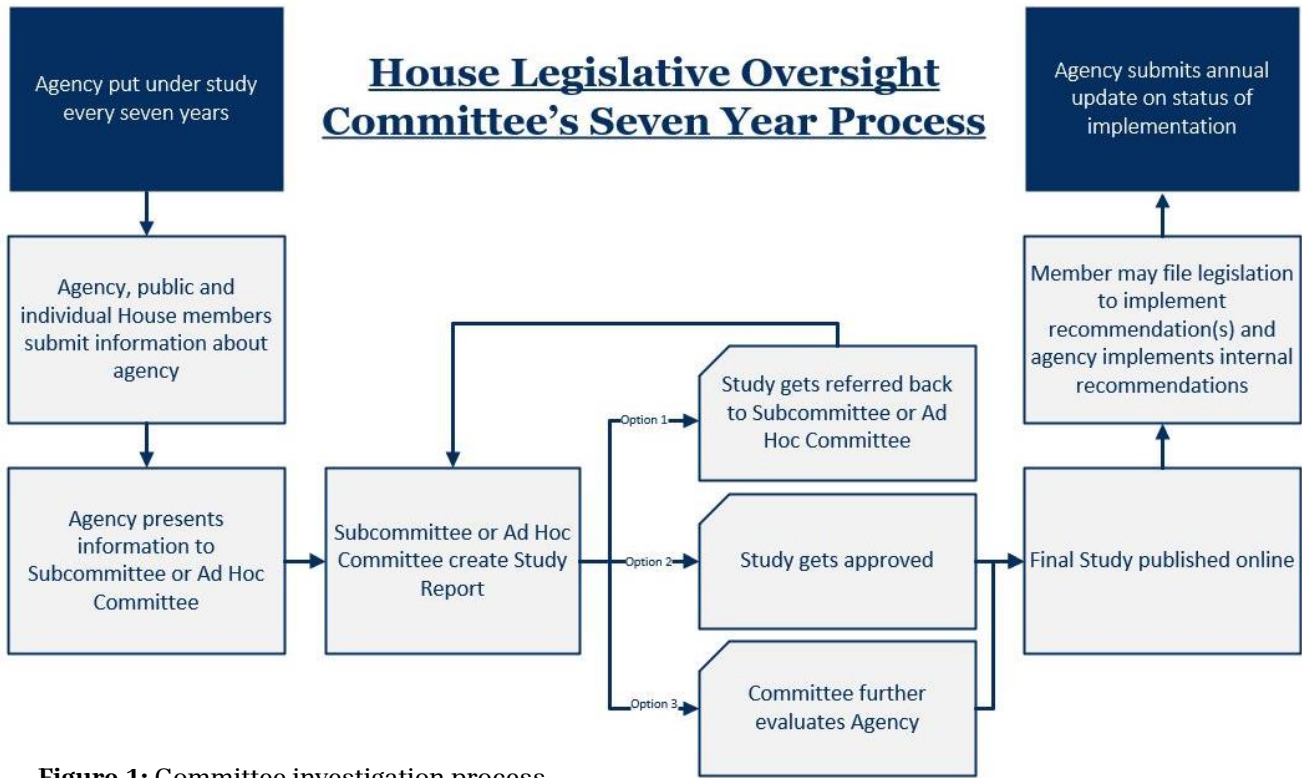 House Legislative Oversight
Committee's Seven Year Process
Agency put under study
every seven years
Agency, public and
individual House members
submit information about
agency
Agency presents
information to
Subcommittee or Ad Hoc
Committee
Subcommittee or Ad Hoc
Committee create Study
Report
Option 1
Study gets referred back
to Subcommittee or Ad
Hoc Committee
Option 2
Study gets approved
Option 3
Committee further
evaluates Agency
Final Study published online
Member may file legislation
to implement
recommendation(s) and
agency implements internal
recommendations
Agency submits annual
update on status of
implementation
Figure 1: Committee investigation process